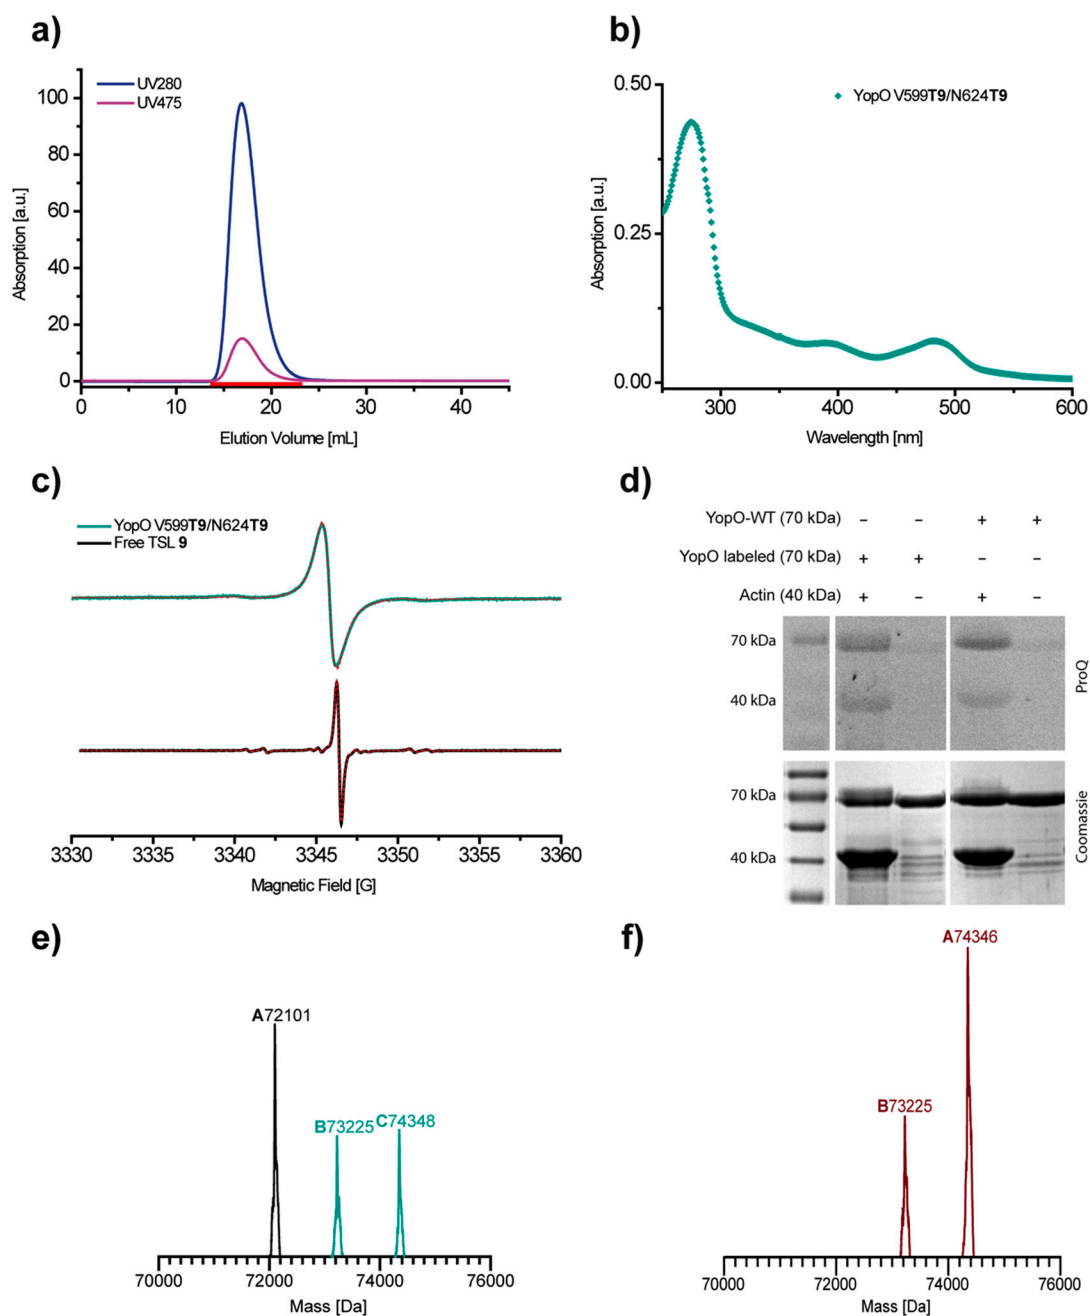 a)
UV280
UV475
100
80
60
40
20
0
Absorption [a.u.]
0 10 20 30 40
Elution Volume [mL]
b)
YopO V599T9/N624T9
0.50
0.25
0.00
Absorption [a.u.]
300 400 500 600
Wavelength [nm]
c)
YopO V599T9/N624T9
Free TSL 9
3330 3335 3340 3345 3350 3355 3360
Magnetic Field [G]
d)
YopO-WT (70 kDa) – – + +
YopO labeled (70 kDa) + + – –
Actin (40 kDa) + – + –
70 kDa
40 kDa
ProQ
70 kDa
40 kDa
Coomassie
e)
A72101
B73225
C74348
70000 72000 74000 76000
Mass [Da]
f)
A74346
B73225
70000 72000 74000 76000
Mass [Da]